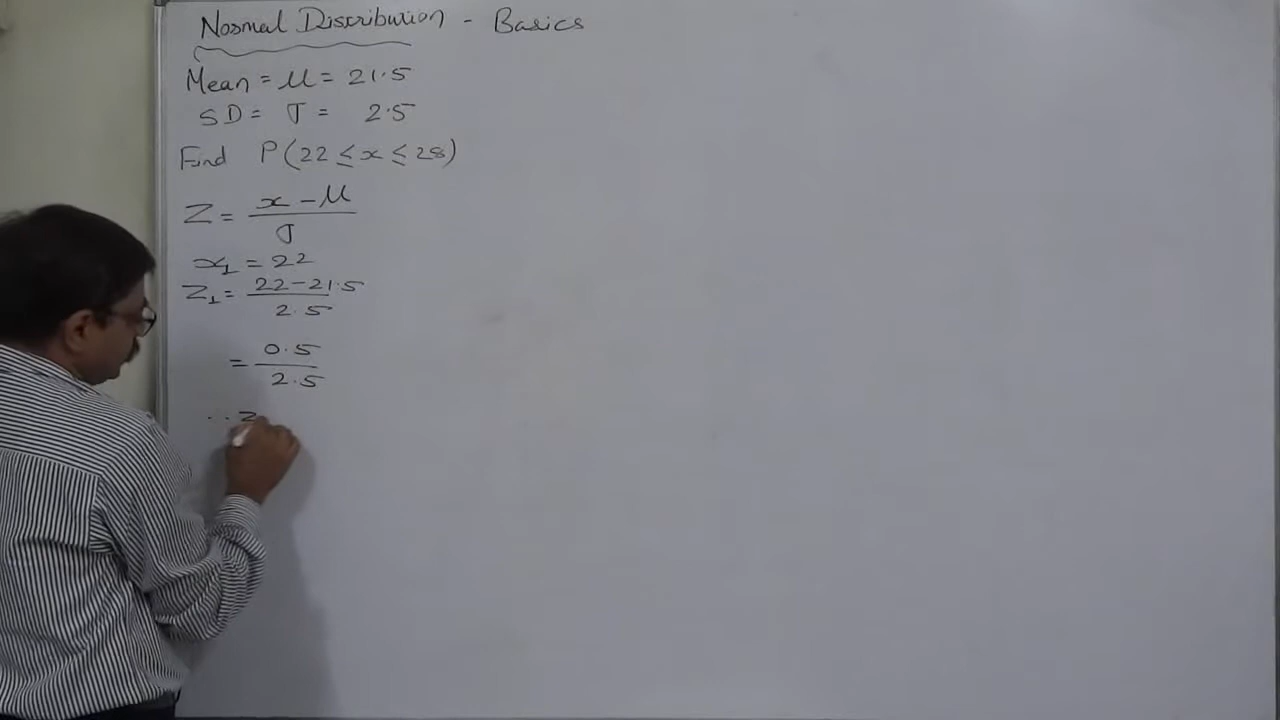 Normal Distribution - Basics
Mean = μ = 21.5
SD = σ = 2.5
Find P(22 ≤ x ≤ 28)
Z = x - μ / σ
x₁ = 22
Z₁ = 22 - 21.5 / 2.5
= 0.5 / 2.5
∴ Z